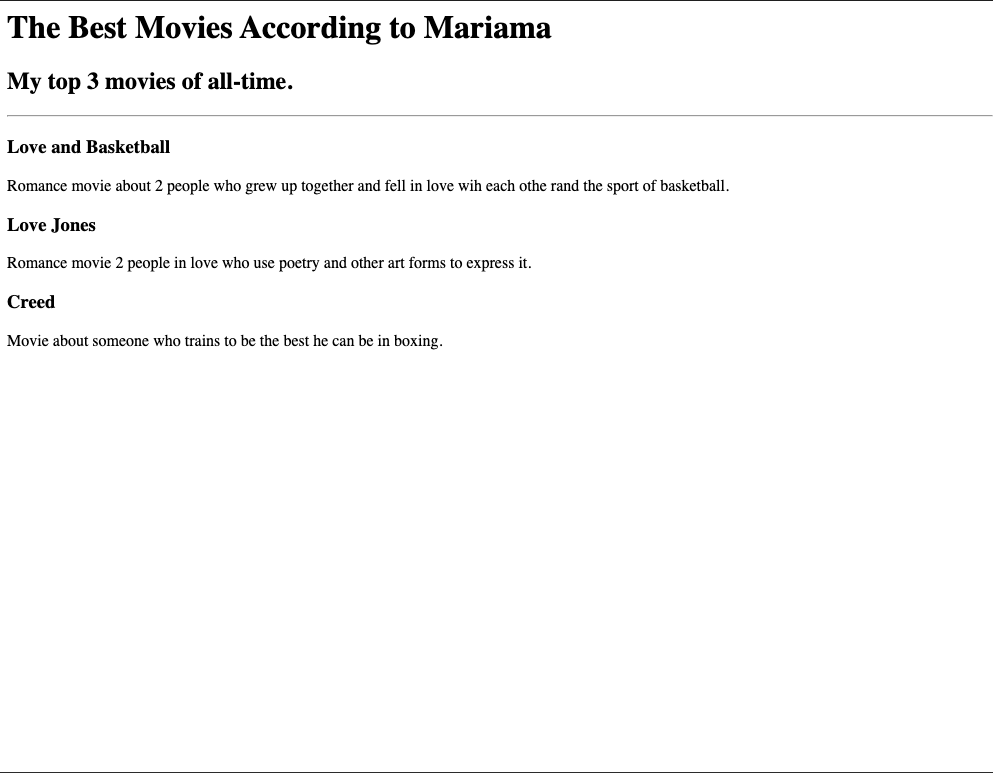 The Best Movies According to Mariama
My top 3 movies of all-time.
Love and Basketball
Romance movie about 2 people who grew up together and fell in love wih each othe rand the sport of basketball.
Love Jones
Romance movie 2 people in love who use poetry and other art forms to express it.
Creed
Movie about someone who trains to be the best he can be in boxing.